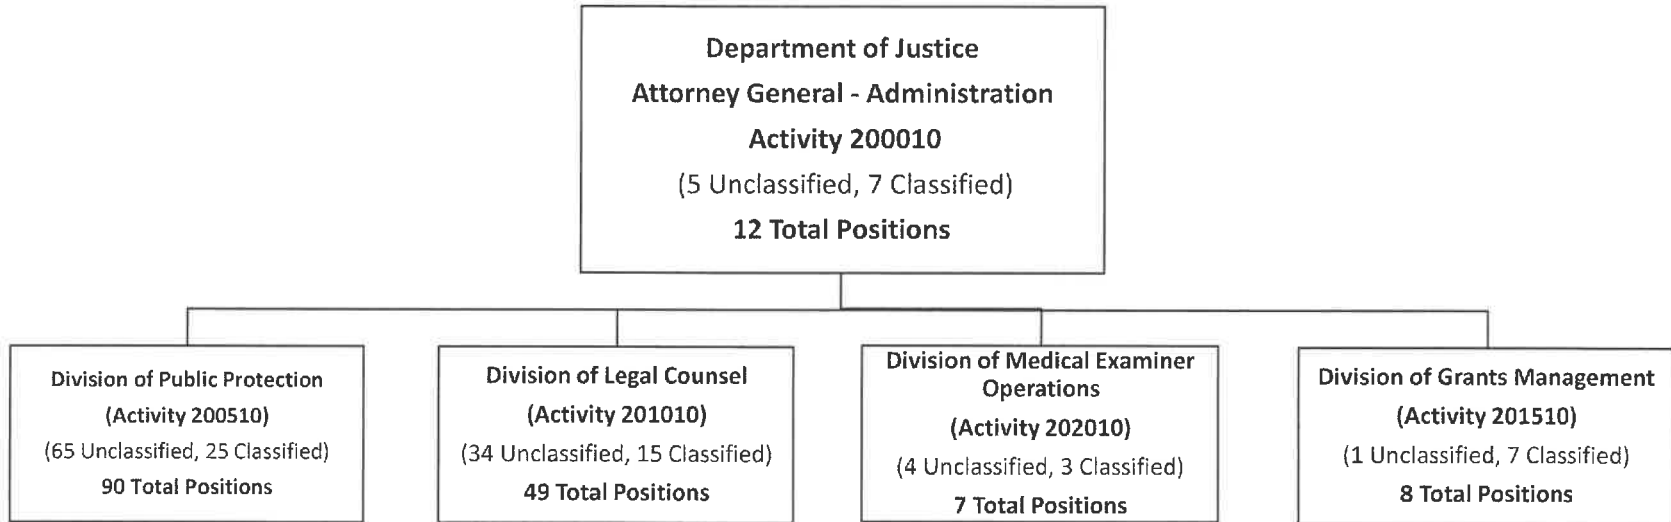 Department of Justice
Attorney General - Administration
Activity 200010
(5 Unclassified, 7 Classified)
12 Total Positions
Division of Public Protection
(Activity 200510)
(65 Unclassified, 25 Classified)
90 Total Positions
Division of Legal Counsel
(Activity 201010)
(34 Unclassified, 15 Classified)
49 Total Positions
Division of Medical Examiner
Operations
(Activity 202010)
(4 Unclassified, 3 Classified)
7 Total Positions
Division of Grants Management
(Activity 201510)
(1 Unclassified, 7 Classified)
8 Total Positions